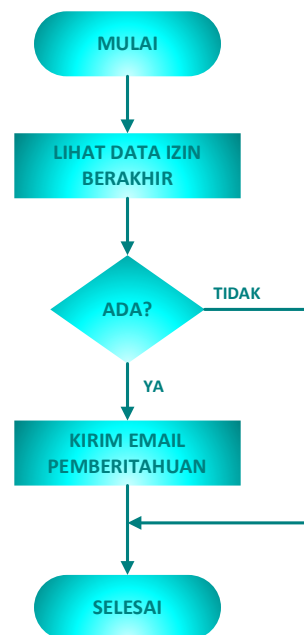 MULAI
LIHAT DATA IZIN
BERAKHIR
ADA?
TIDAK
YA
KIRIM EMAIL
PEMBERITAHUAN
SELESAI